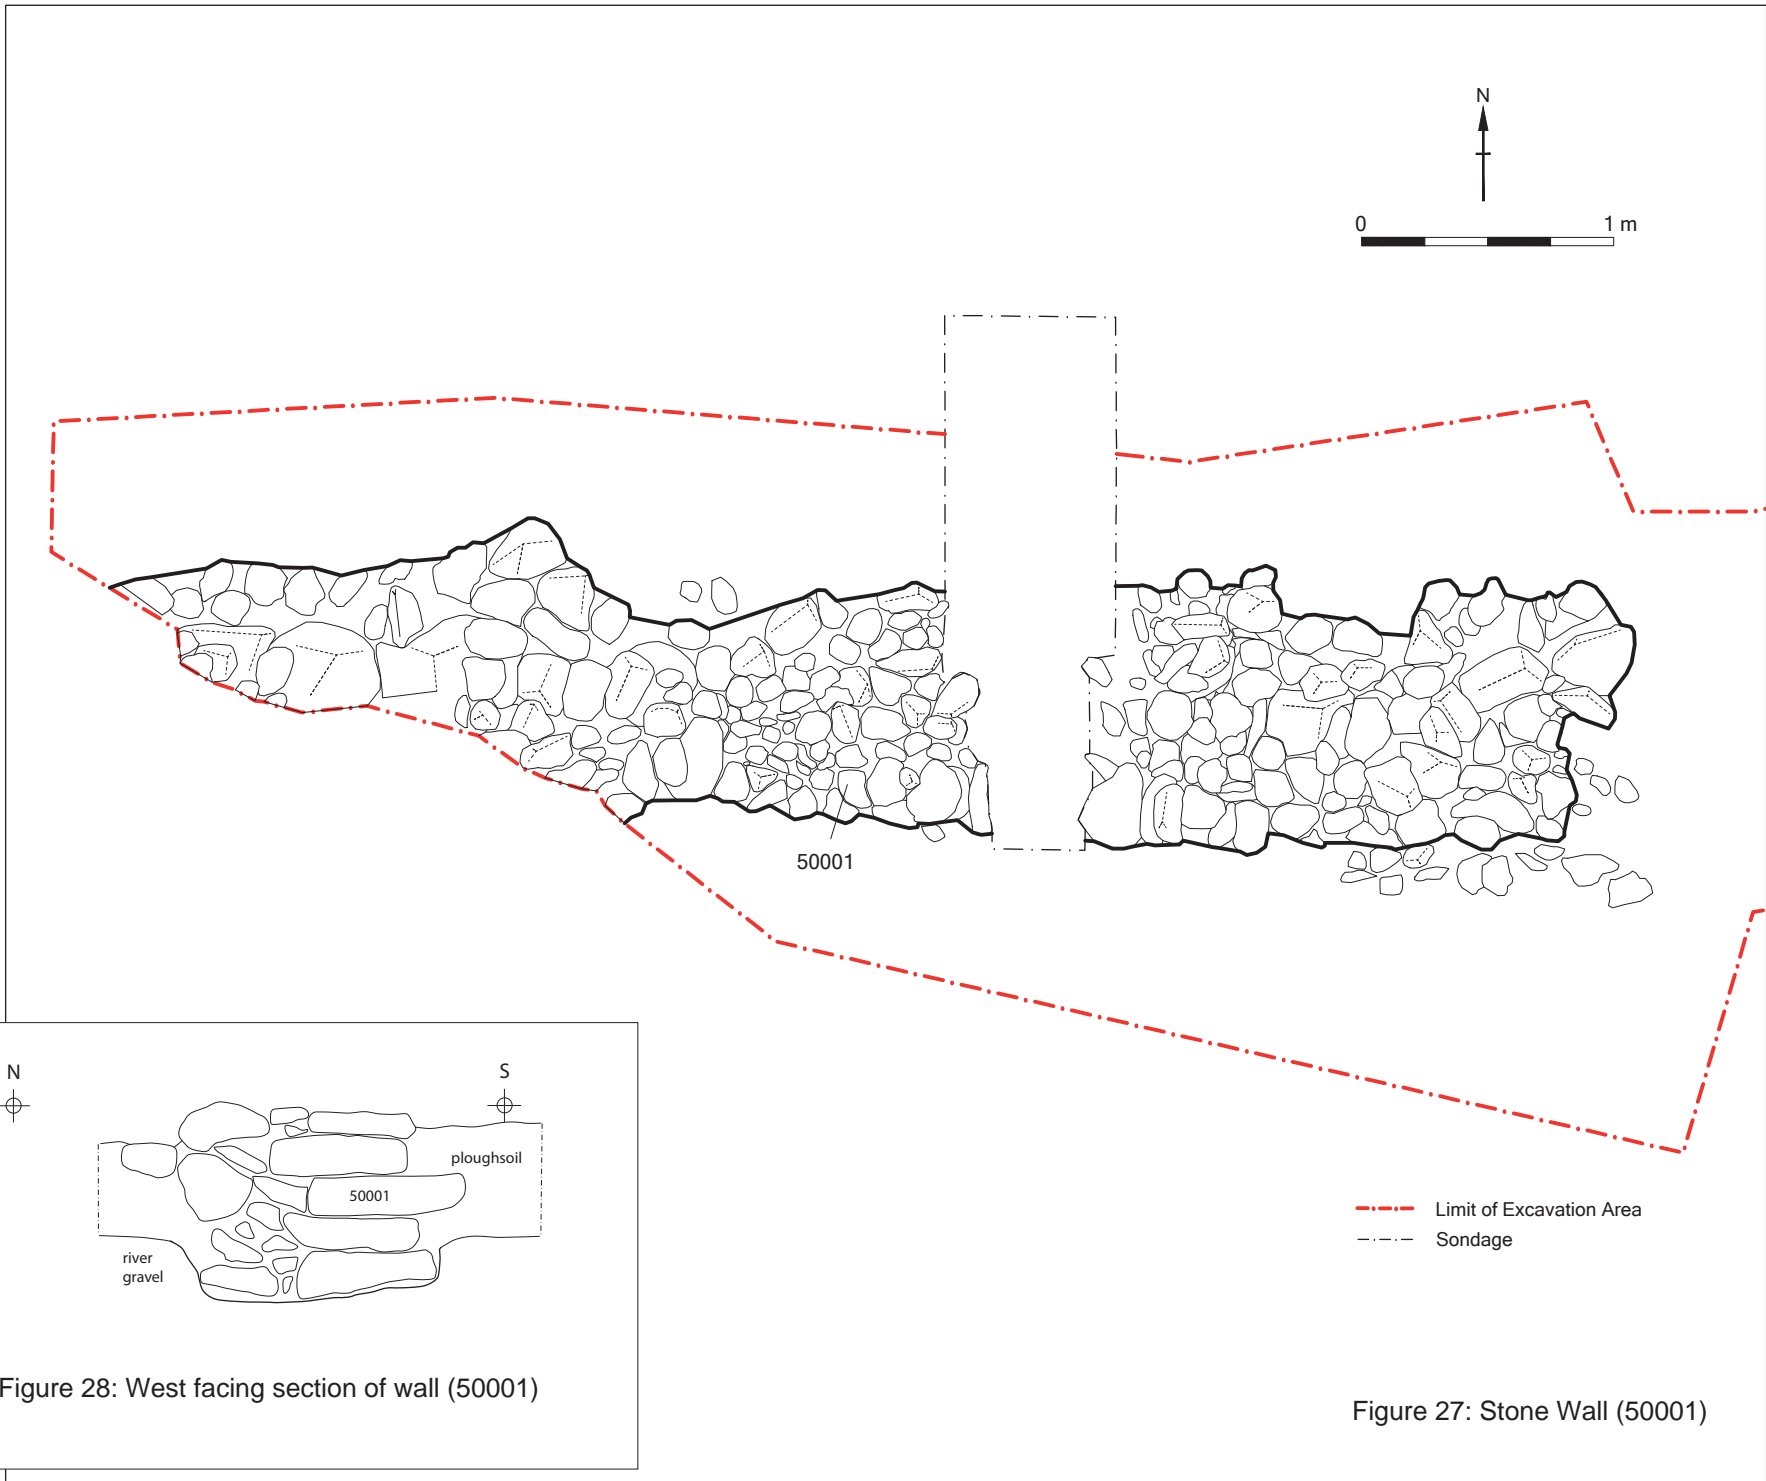 N
0 1 m
50001
N S
ploughsoil
50001
river
gravel
Limit of Excavation Area
Sondage
Figure 28: West facing section of wall (50001)
Figure 27: Stone Wall (50001)